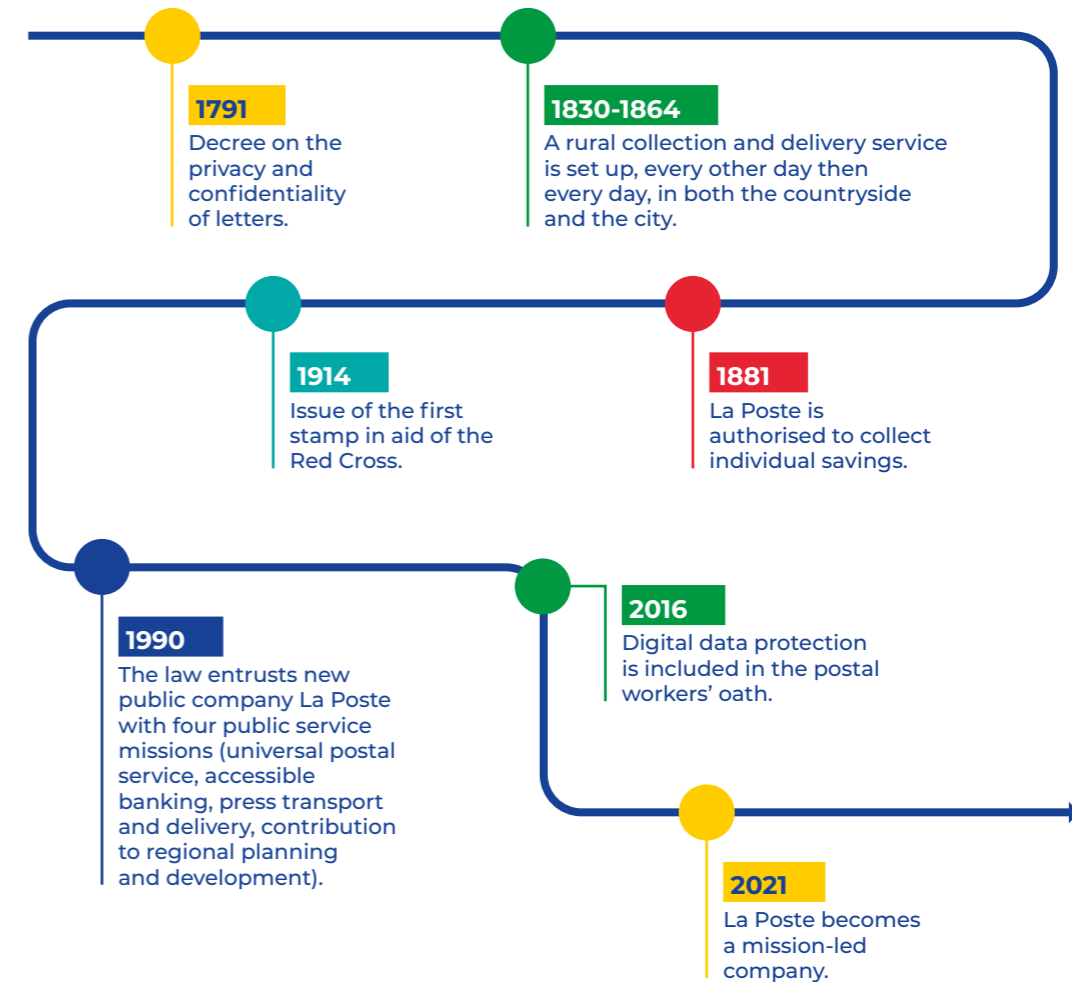 1791
Decree on the
privacy and
confidentiality
of letters.
1830-1864
A rural collection and delivery service
is set up, every other day then
every day, in both the countryside
and the city.
1881
La Poste is
authorised to collect
individual savings.
1914
Issue of the first
stamp in aid of the
Red Cross.
1990
The law entrusts new
public company La Poste
with four public service
missions (universal postal
service, accessible
banking, press transport
and delivery, contribution
to regional planning
and development).
2016
Digital data protection
is included in the postal
workers’ oath.
2021
La Poste becomes
a mission-led
company.